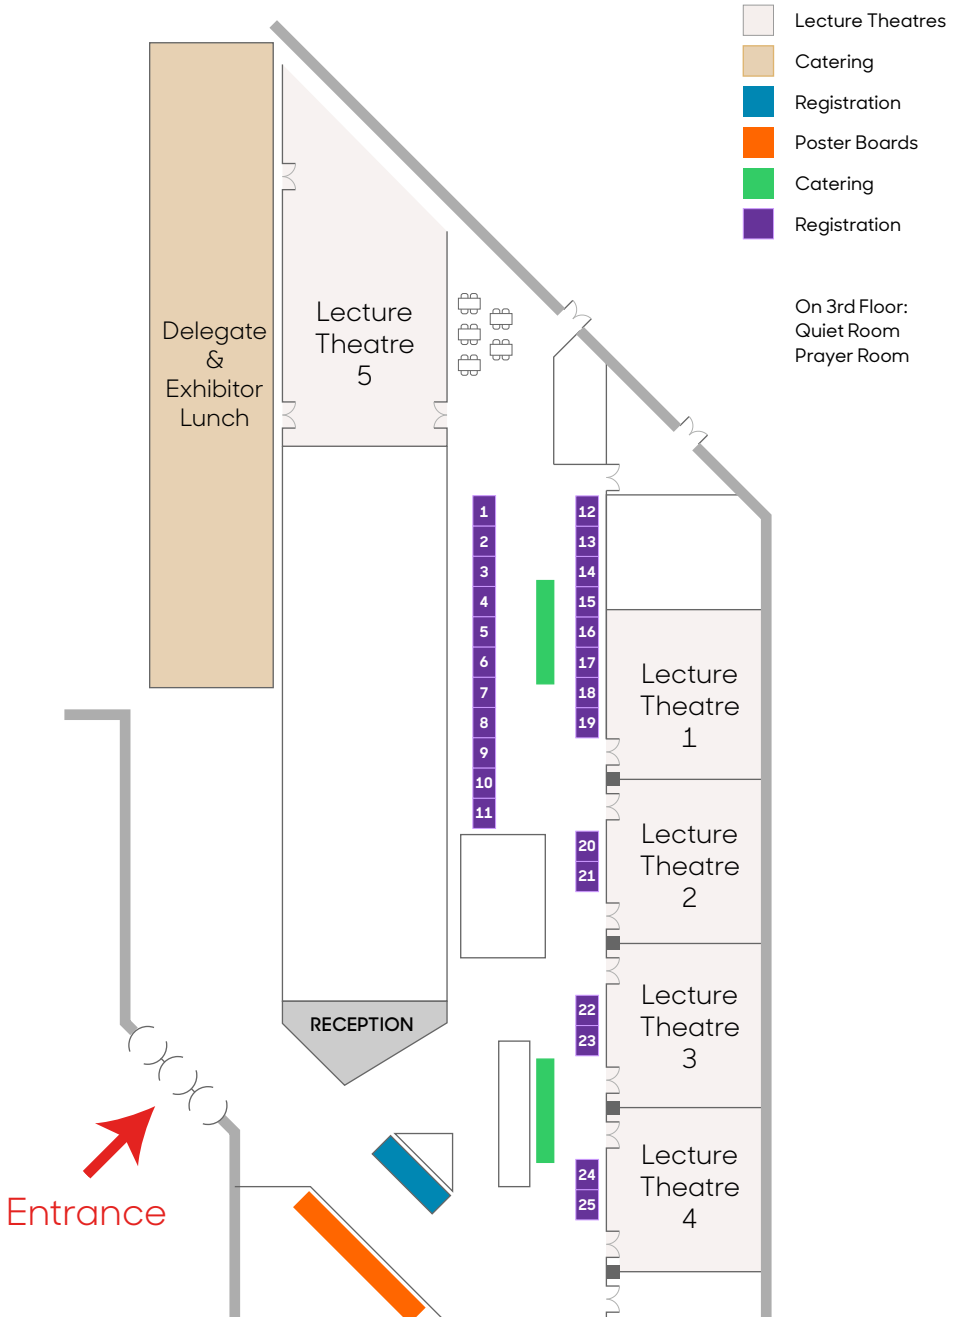 Lecture Theatres
Catering
Registration
Poster Boards
Catering
Registration
On 3rd Floor:
Quiet Room
Prayer Room
Delegate
&
Exhibitor
Lunch
Lecture
Theatre
5
1
2
3
4
5
6
7
8
9
10
11
12
13
14
15
16
17
18
19
20
21
22
23
24
25
Lecture
Theatre
1
Lecture
Theatre
2
Lecture
Theatre
3
Lecture
Theatre
4
RECEPTION
Entrance